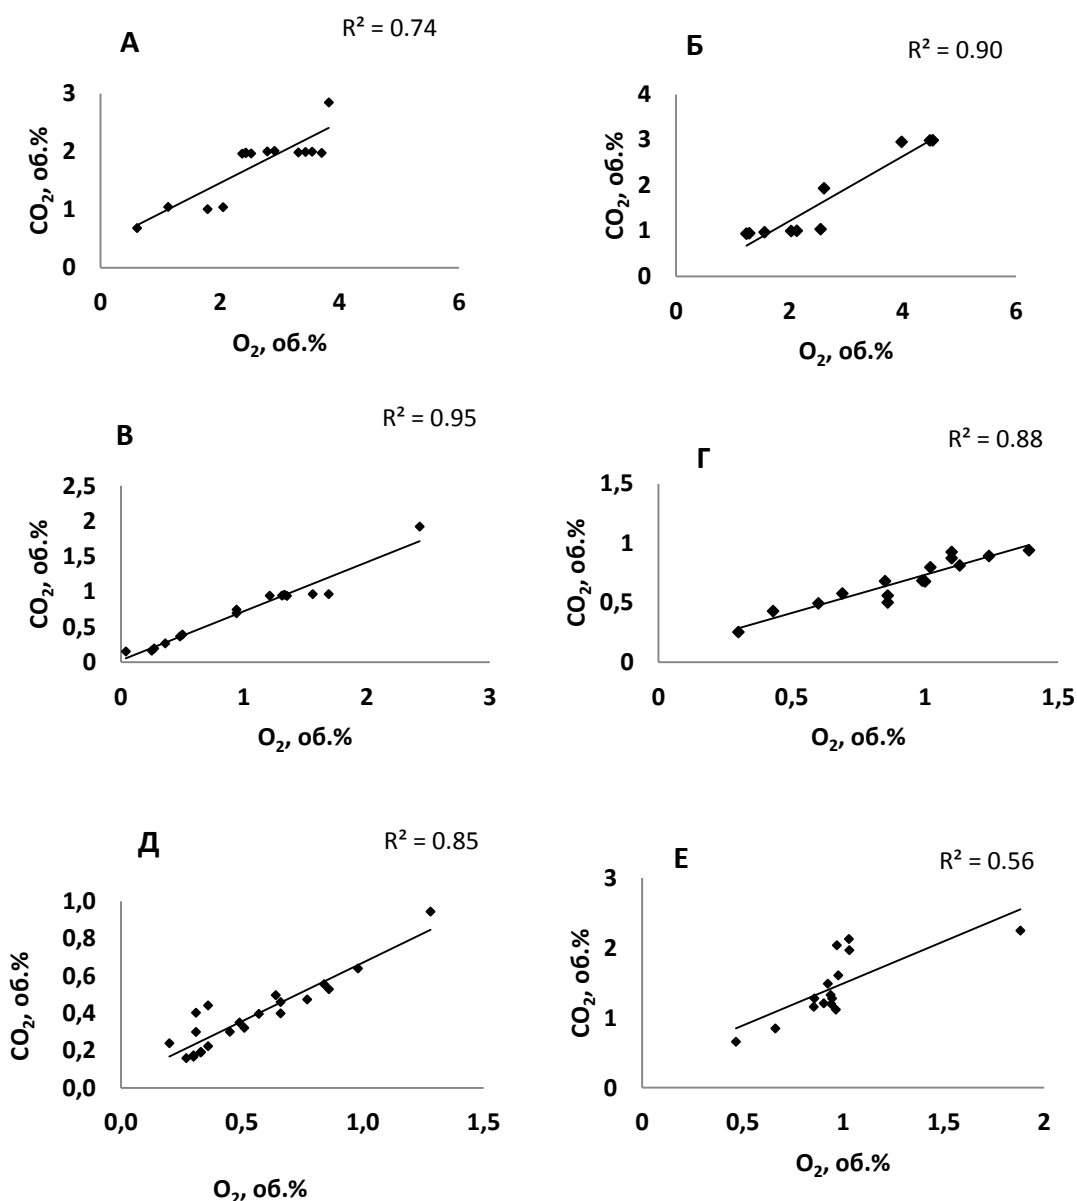 А
R² = 0.74
3
2
1
0
0 2 4 6
CO₂, об.%
O₂, об.%
Б
R² = 0.90
4
3
2
1
0
0 2 4 6
CO₂, об.%
O₂, об.%
В
R² = 0.95
2,5
2
1,5
1
0,5
0
0 1 2 3
CO₂, об.%
O₂, об.%
Г
R² = 0.88
1,5
1
0,5
0
0 0,5 1 1,5
CO₂, об.%
O₂, об.%
Д
R² = 0.85
1,0
0,8
0,6
0,4
0,2
0,0
0,0 0,5 1,0 1,5
CO₂, об.%
O₂, об.%
Е
R² = 0.56
3
2
1
0
0 0,5 1 1,5 2
CO₂, об.%
O₂, об.%